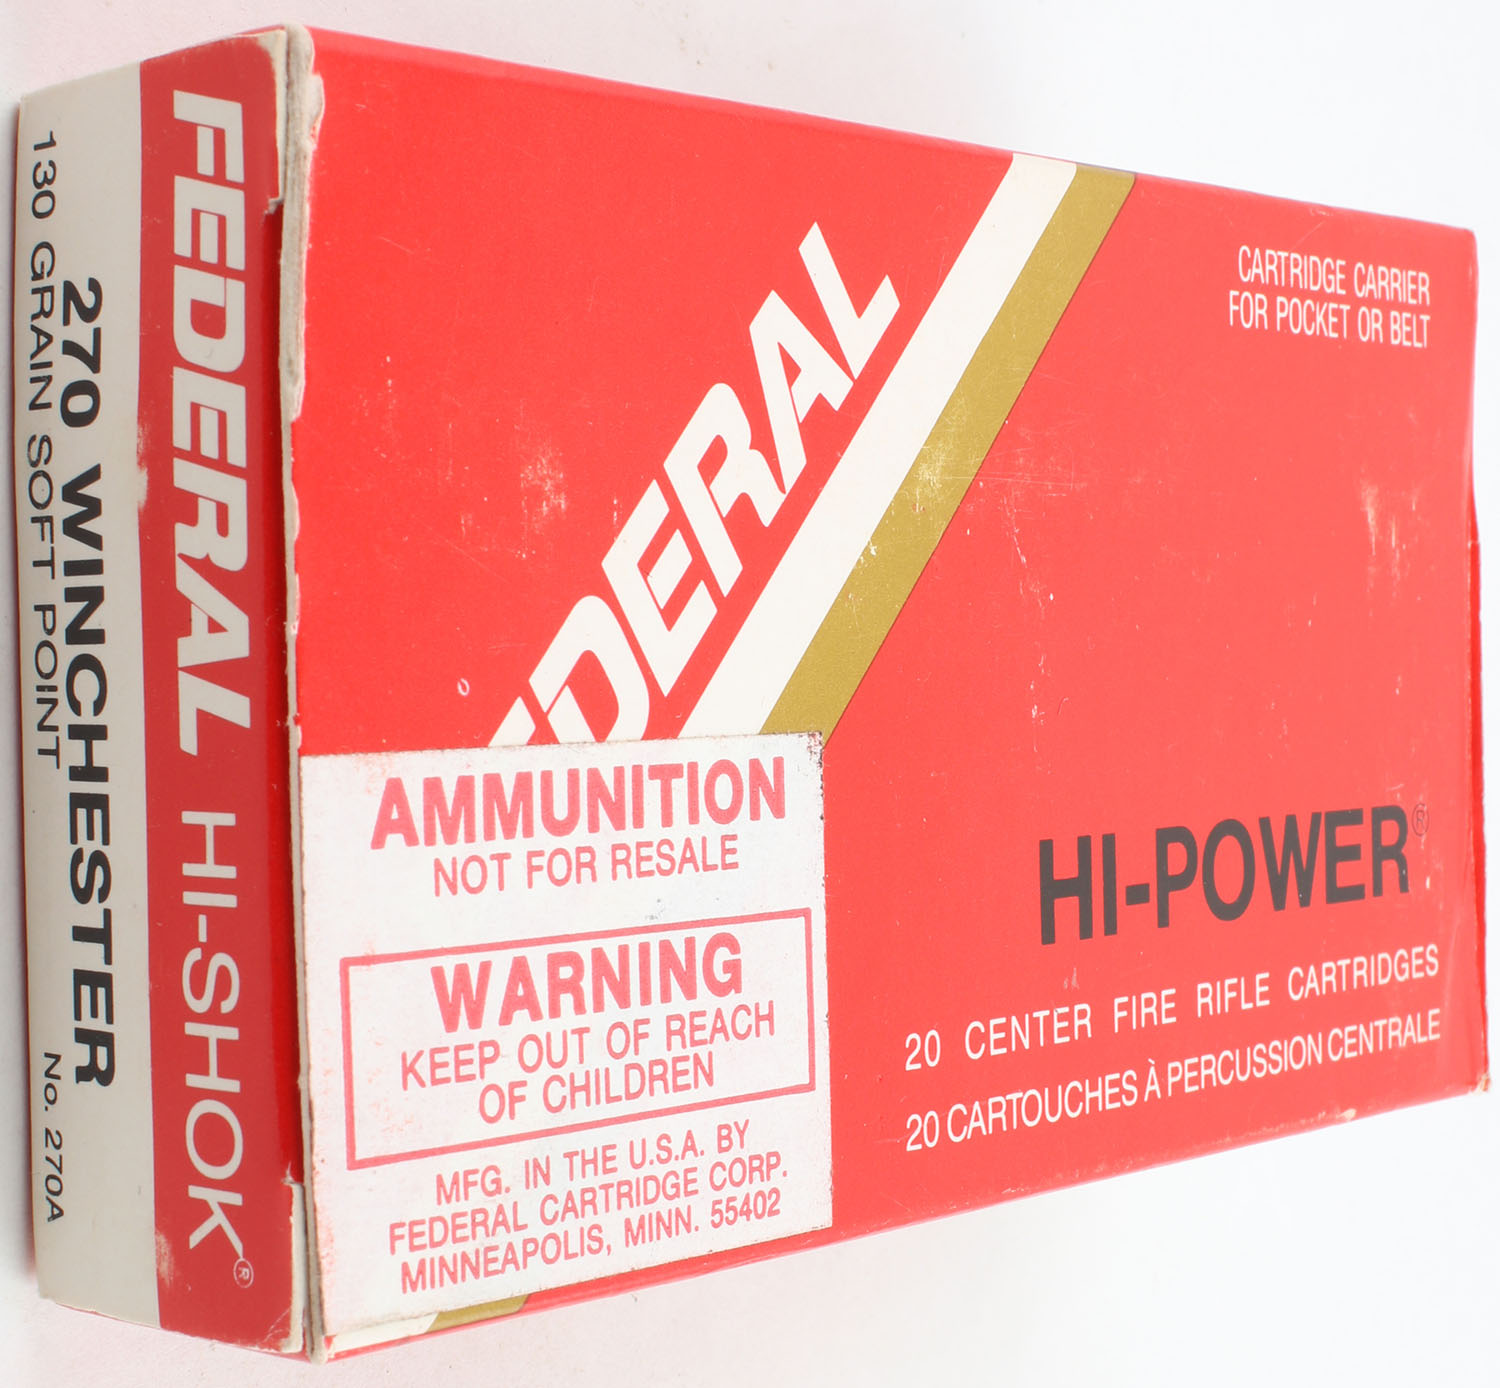 FEDERAL HI-SHOK®
270 WINCHESTER
130 GRAIN SOFT POINT No. 270A
CARTRIDGE CARRIER
FOR POCKET OR BELT
EDERAL
HI-POWER®
20 CENTER FIRE RIFLE CARTRIDGES
20 CARTOUCHES À PERCUSSION CENTRALE
AMMUNITION
NOT FOR RESALE
WARNING
KEEP OUT OF REACH
OF CHILDREN
MFG. IN THE U.S.A. BY
FEDERAL CARTRIDGE CORP.
MINNEAPOLIS, MINN. 55402